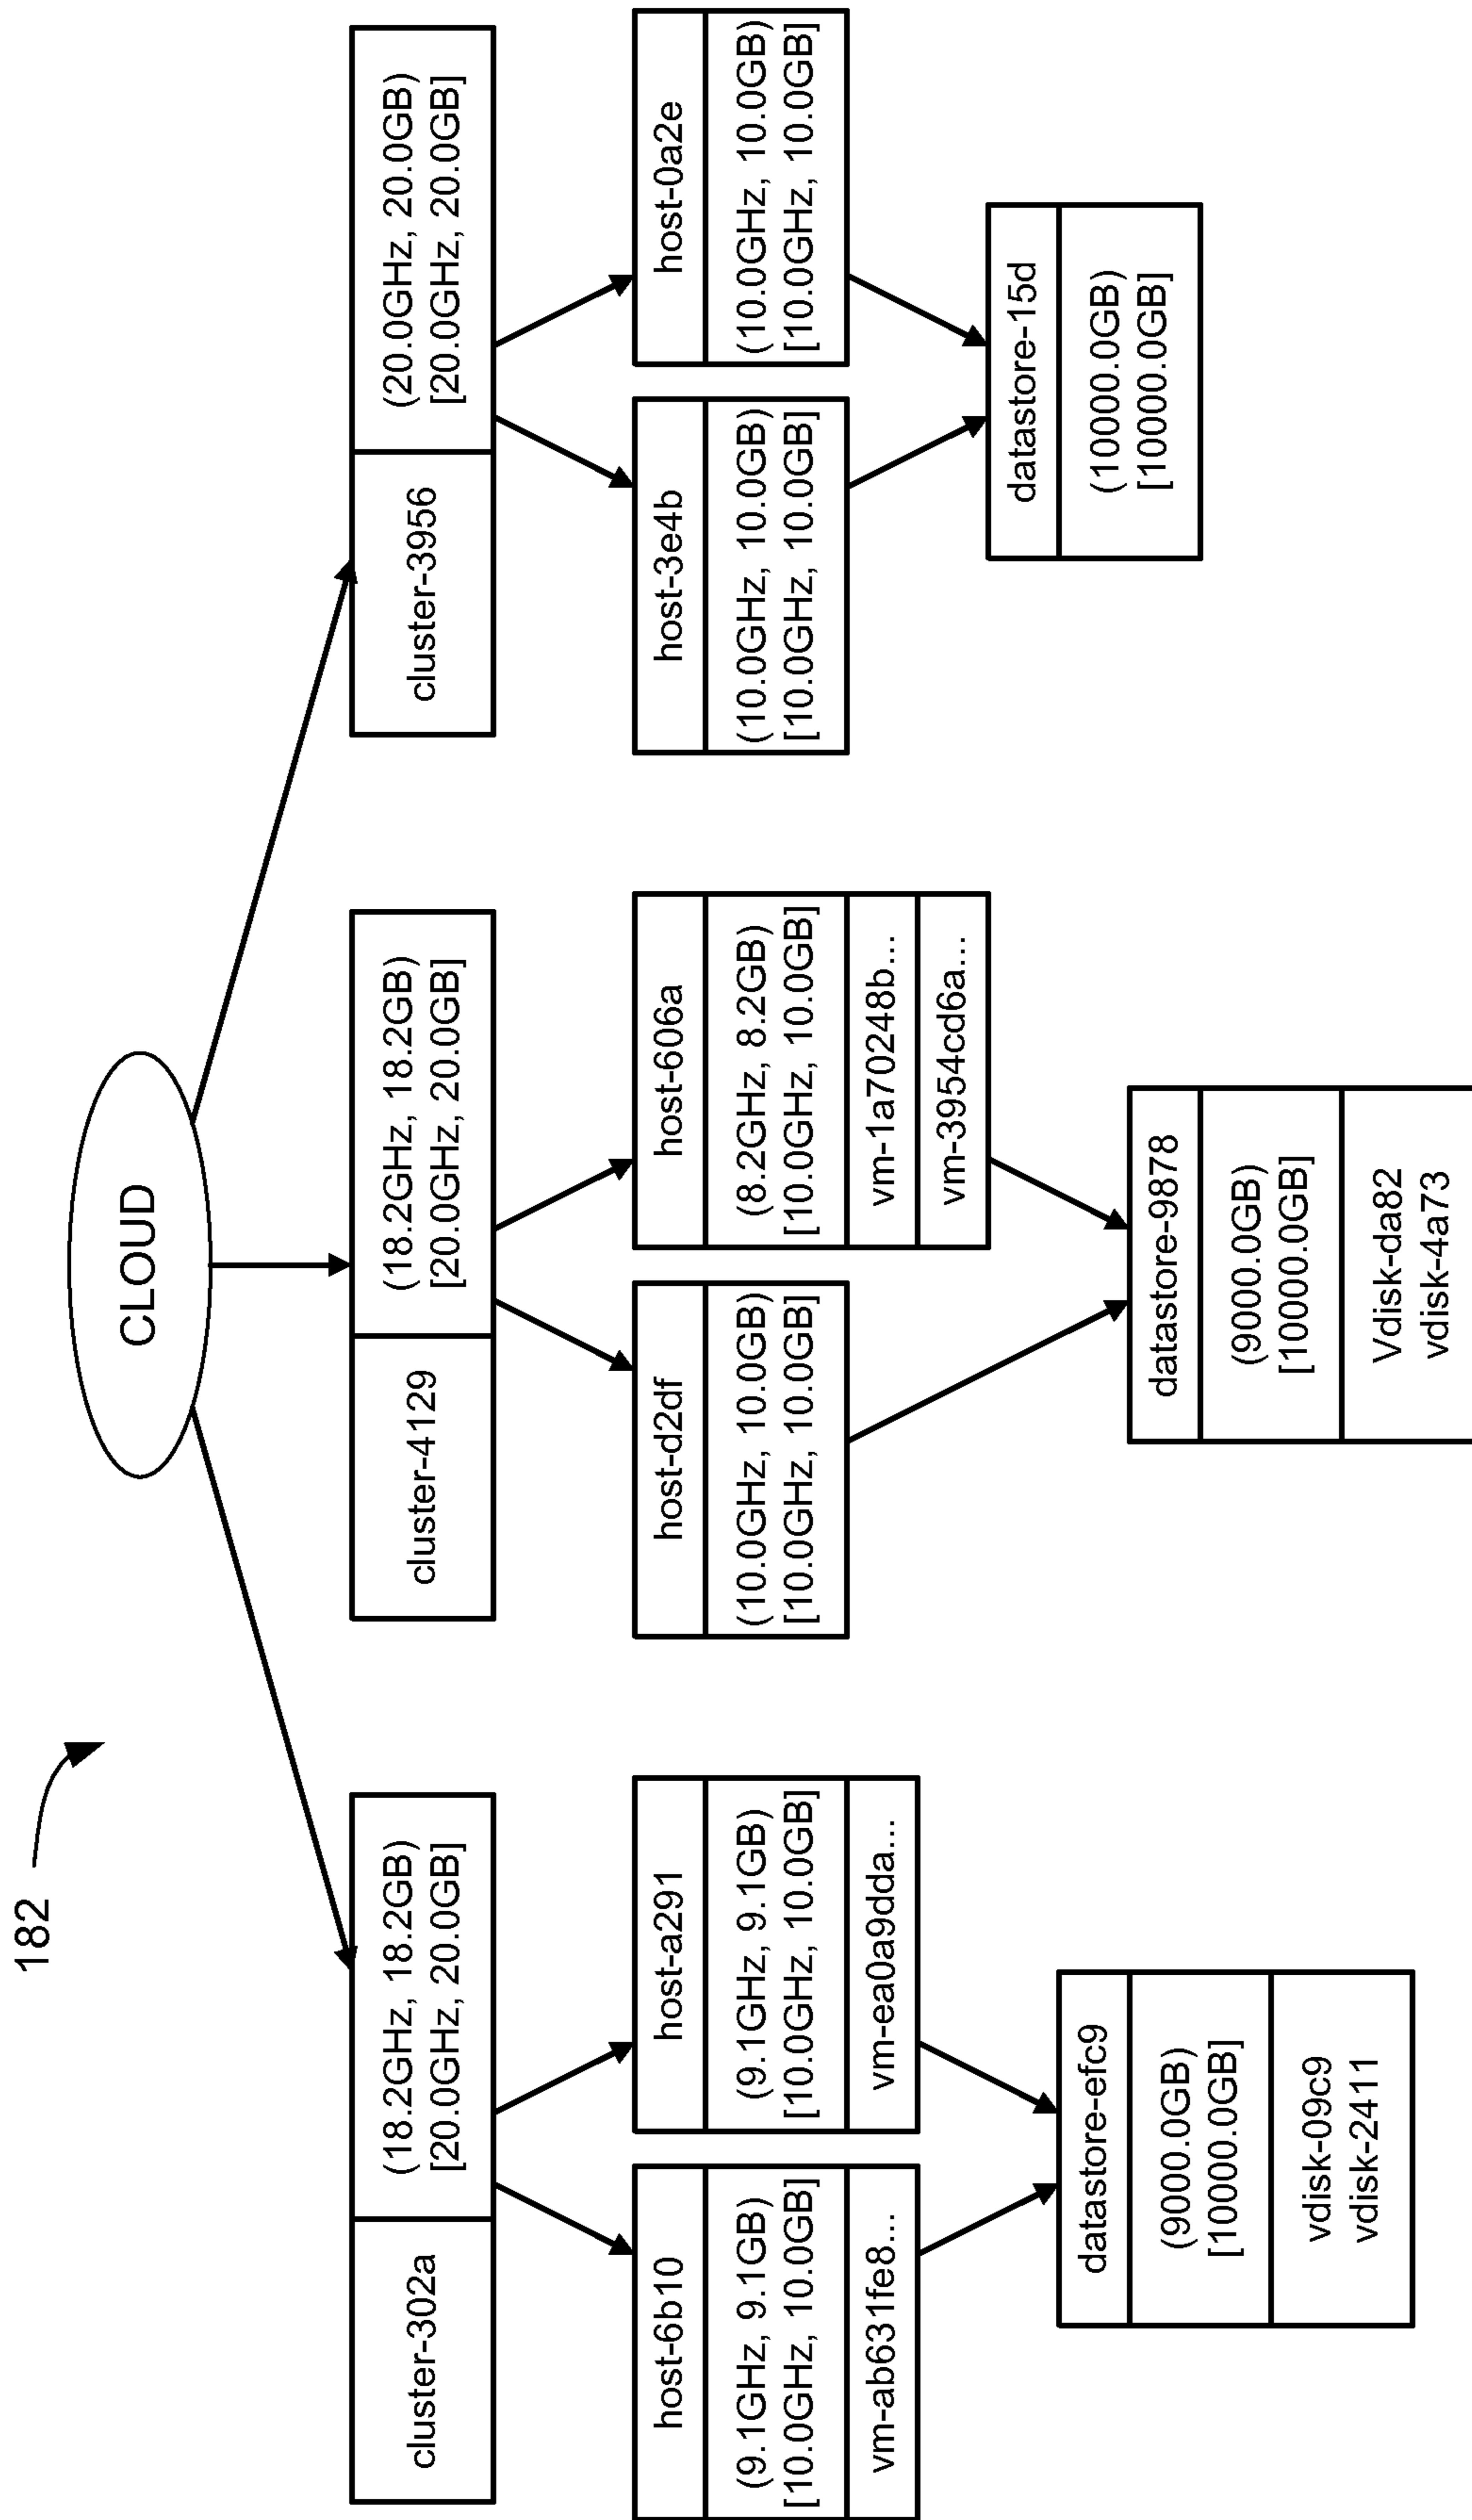 182
CLOUD
cluster-302a
(18.2GHz, 18.2GB)
[20.0GHz, 20.0GB]
cluster-4129
(18.2GHz, 18.2GB)
[20.0GHz, 20.0GB]
cluster-3956
(20.0GHz, 20.0GB)
[20.0GHz, 20.0GB]
host-6b10
(9.1GHz, 9.1GB)
[10.0GHz, 10.0GB]
vm-ab631fe8...
host-a291
(9.1GHz, 9.1GB)
[10.0GHz, 10.0GB]
vm-ea0a9dda...
host-d2df
(10.0GHz, 10.0GB)
[10.0GHz, 10.0GB]
host-606a
(8.2GHz, 8.2GB)
[10.0GHz, 10.0GB]
vm-1a70248b...
vm-3954cd6a...
host-3e4b
(10.0GHz, 10.0GB)
[10.0GHz, 10.0GB]
host-0a2e
(10.0GHz, 10.0GB)
[10.0GHz, 10.0GB]
datastore-efc9
(9000.0GB)
[10000.0GB]
vdisk-09c9
vdisk-2411
datastore-9878
(9000.0GB)
[10000.0GB]
Vdisk-da82
vdisk-4a73
datastore-15d
(10000.0GB)
[10000.0GB]